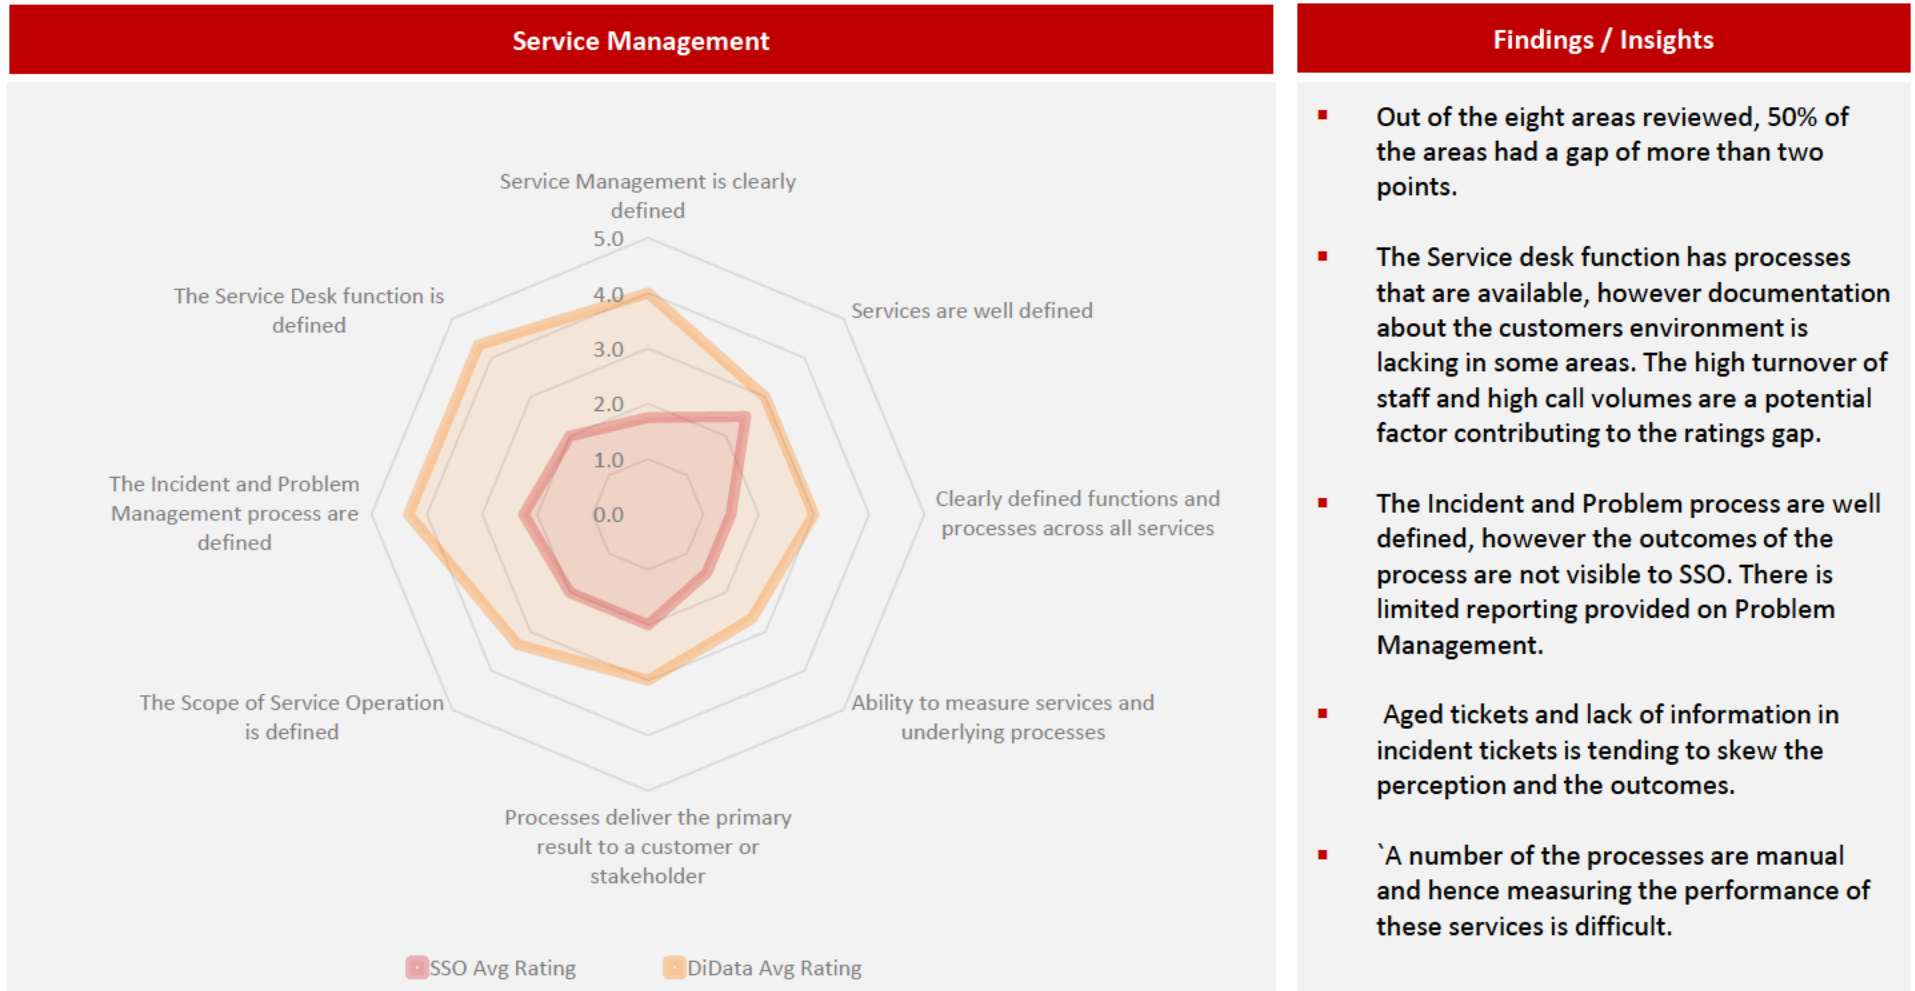 Service Management
Service Management is clearly
defined
5.0
4.0
3.0
2.0
1.0
0.0
Services are well defined
Clearly defined functions and
processes across all services
Ability to measure services and
underlying processes
Processes deliver the primary
result to a customer or
stakeholder
The Scope of Service Operation
is defined
The Incident and Problem
Management process are
defined
The Service Desk function is
defined
SSO Avg Rating
DiData Avg Rating
Findings / Insights
▪ Out of the eight areas reviewed, 50% of
the areas had a gap of more than two
points.
▪ The Service desk function has processes
that are available, however documentation
about the customers environment is
lacking in some areas. The high turnover of
staff and high call volumes are a potential
factor contributing to the ratings gap.
▪ The Incident and Problem process are well
defined, however the outcomes of the
process are not visible to SSO. There is
limited reporting provided on Problem
Management.
▪ Aged tickets and lack of information in
incident tickets is tending to skew the
perception and the outcomes.
▪ `A number of the processes are manual
and hence measuring the performance of
these services is difficult.